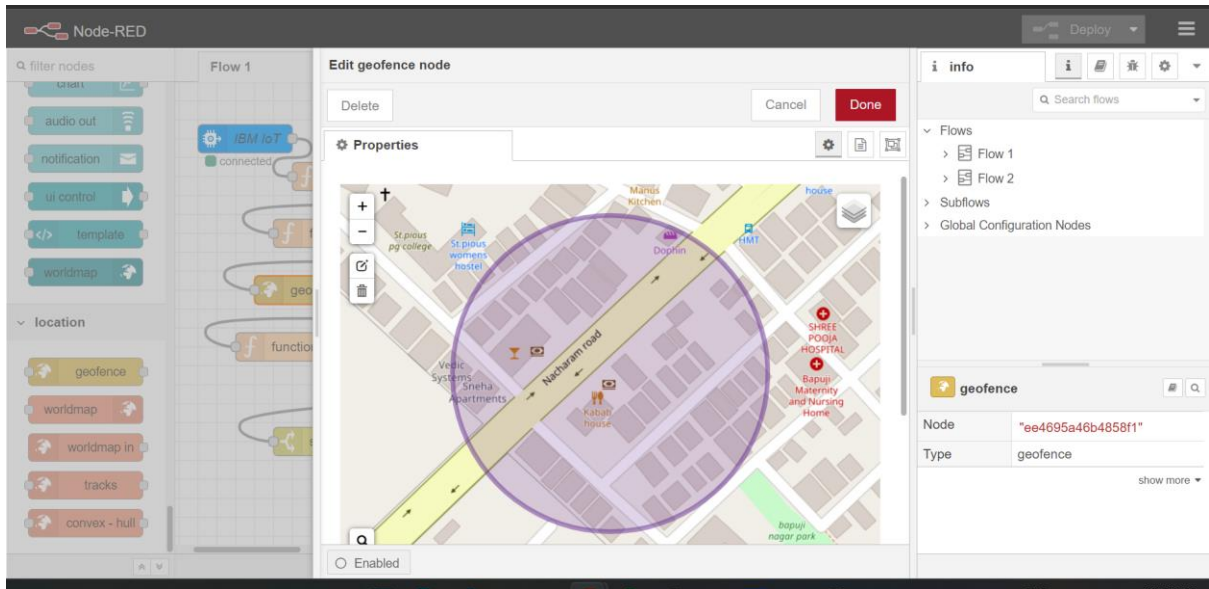 Node-RED
Deploy
filter nodes
chart
audio out
notification
ui control
</> template
worldmap
location
geofence
worldmap
worldmap in
tracks
convex - hull
Flow 1
IBM IoT
connected
f
f
geo
f functio
Edit geofence node
Delete
Cancel
Done
Properties
+
−
Manus
Kitchen
house
St.pious
pg college
St.pious
womens
hostel
Dophin
HMT
Nacharam road
SHREE
POOJA
HOSPITAL
Vedic
Systems
Sneha
Apartments
Kabab
house
Bapuji
Maternity
and Nursing
Home
bapuji
nagar park
Enabled
i info
i
Search flows
Flows
Flow 1
Flow 2
Subflows
Global Configuration Nodes
geofence
Node "ee4695a46b4858f1"
Type geofence
show more